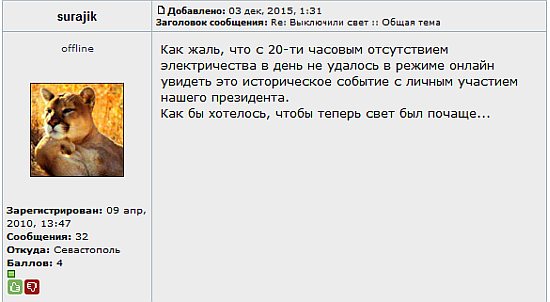 surajik
Добавлено: 03 дек, 2015, 1:31
Заголовок сообщения: Re: Выключили свет :: Общая тема
offline
Как жаль, что с 20-ти часовым отсутствием
электричества в день не удалось в режиме онлайн
увидеть это историческое событие с личным участием
нашего президента.
Как бы хотелось, чтобы теперь свет был почаще...
Зарегистрирован: 09 апр,
2010, 13:47
Сообщения: 32
Откуда: Севастополь
Баллов: 4